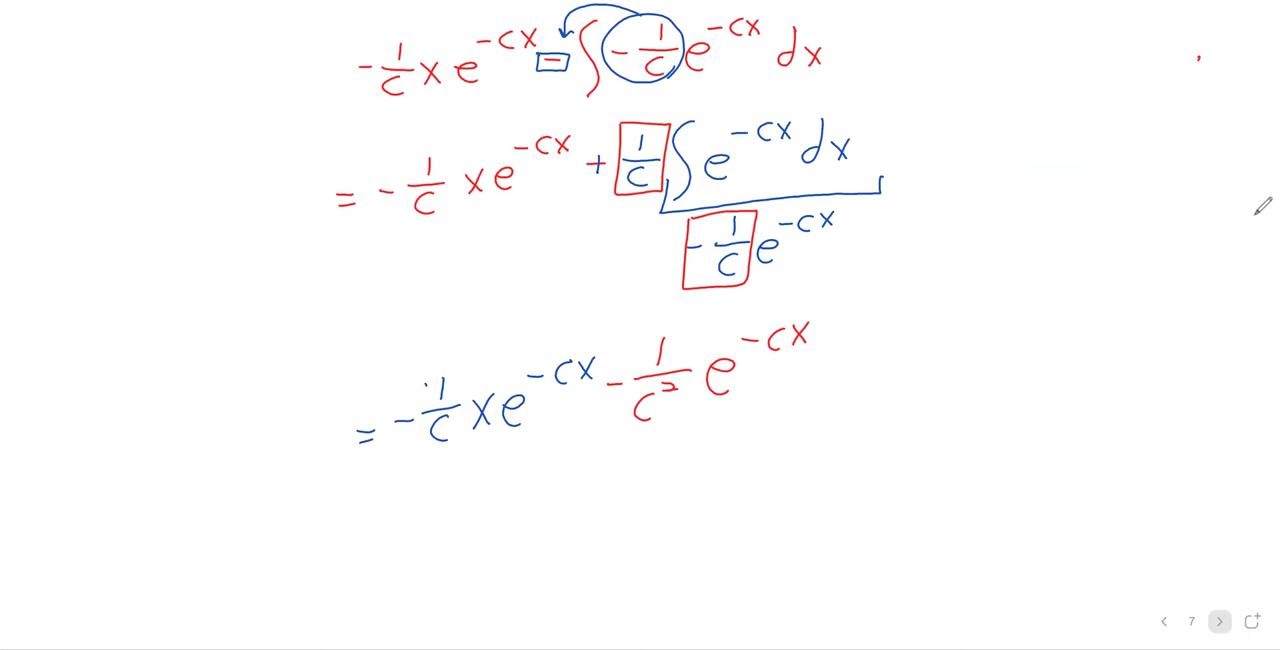 -1/c x e^{-cx} - ∫ -1/c e^{-cx} dx
= -1/c x e^{-cx} + 1/c ∫ e^{-cx} dx
-1/c e^{-cx}
= -1/c x e^{-cx} - 1/c² e^{-cx}
7